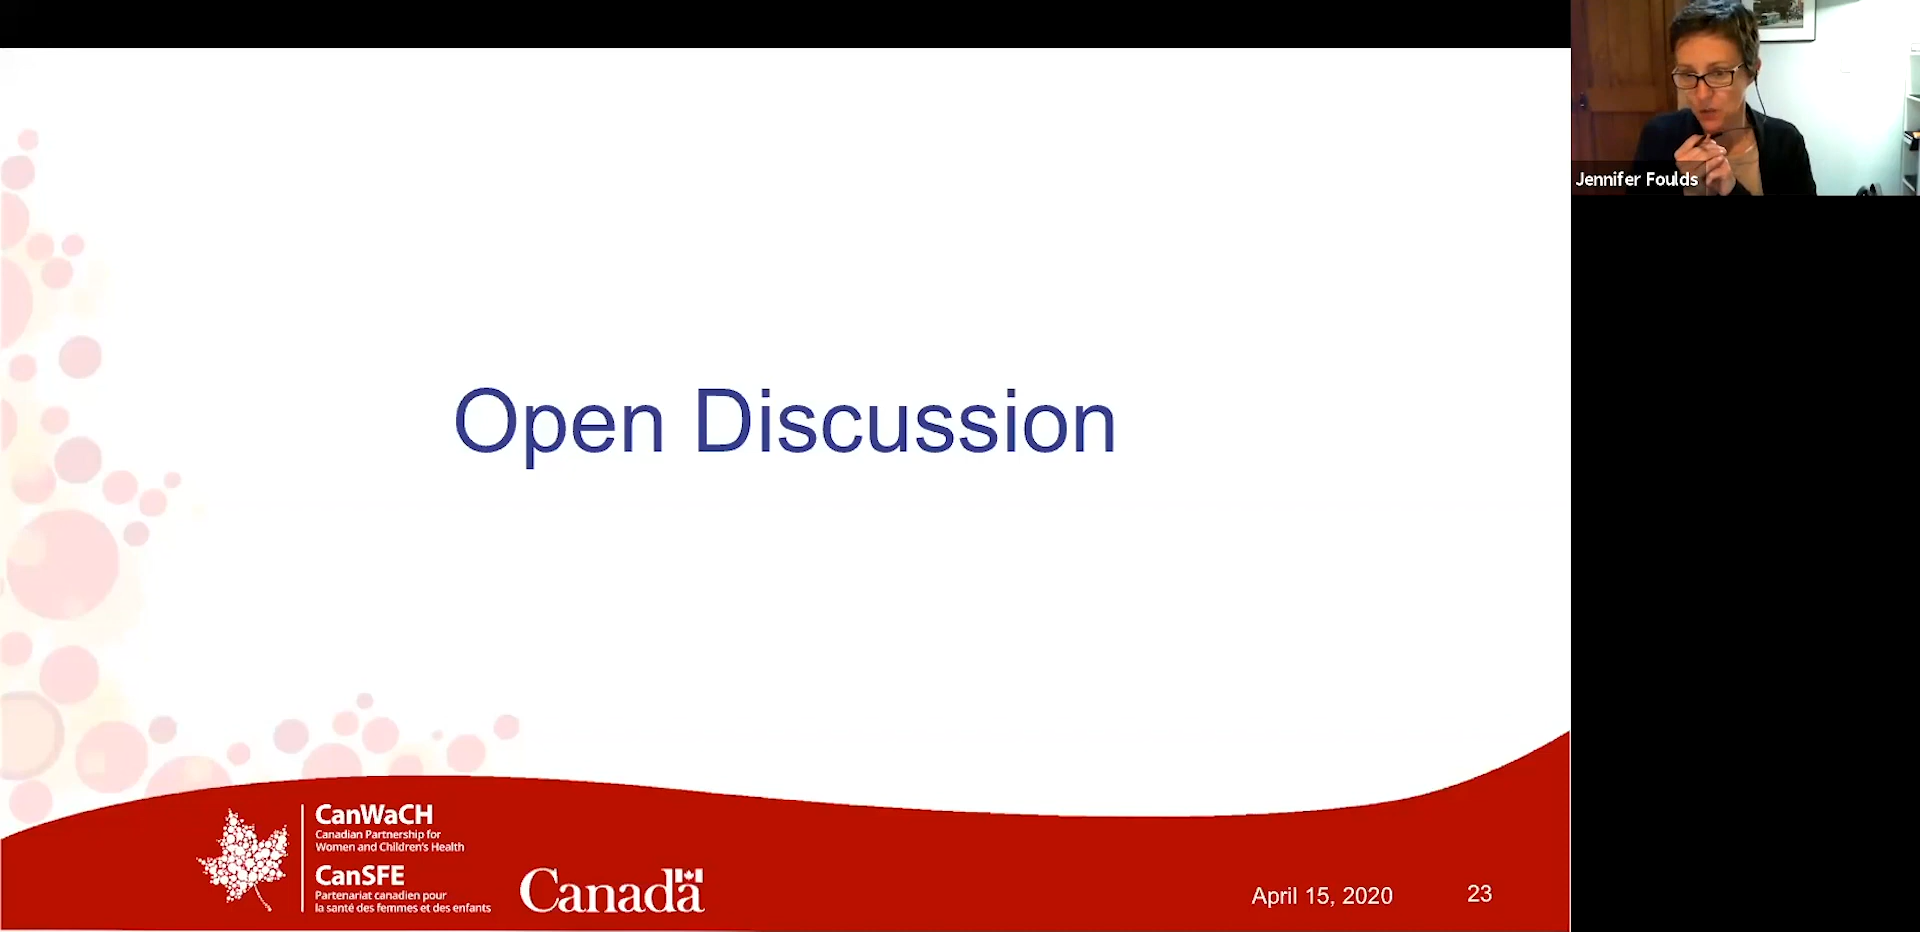 Open Discussion
Jennifer Foulds
CanWaCH
Canadian Partnership for
Women and Children's Health
CanSFE
Partenariat canadien pour
la santé des femmes et des enfants
Canada
April 15, 2020
23